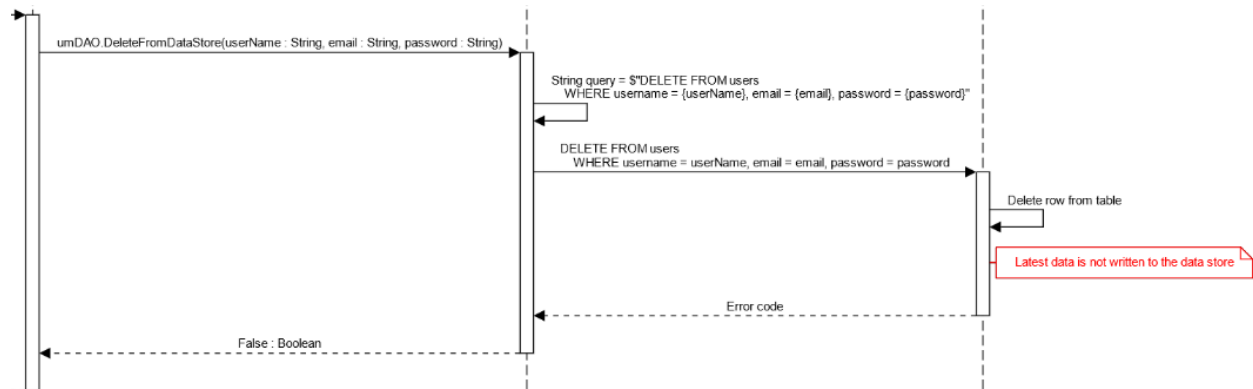 umDAO.DeleteFromDataStore(userName : String, email : String, password : String)
String query = $"DELETE FROM users
WHERE username = {userName}, email = {email}, password = {password}"
DELETE FROM users
WHERE username = userName, email = email, password = password
Delete row from table
Latest data is not written to the data store
Error code
False : Boolean